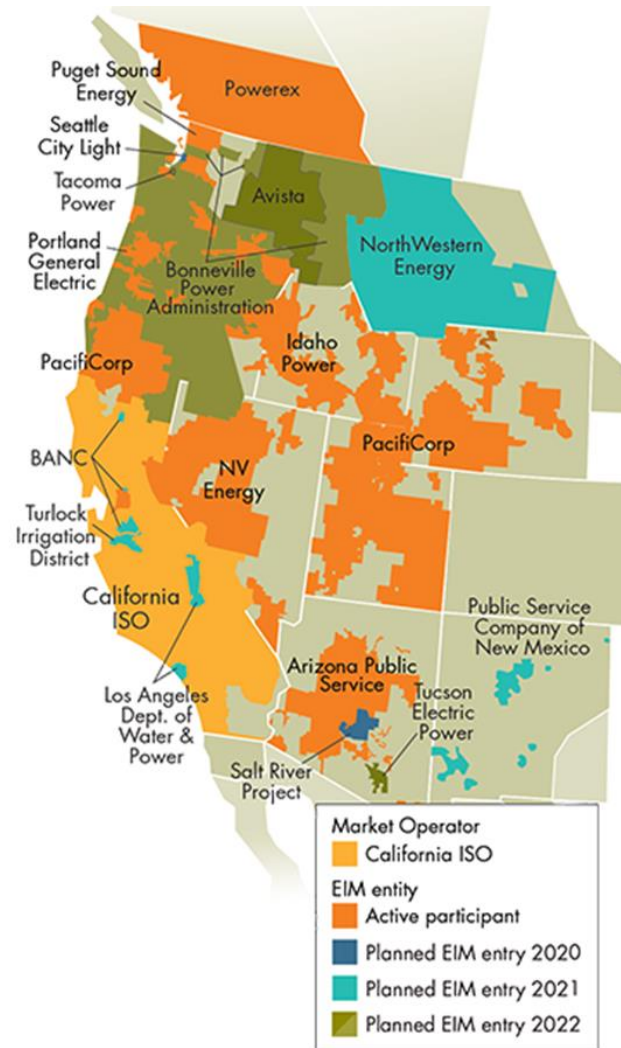 Puget Sound
Energy
Powerex
Seattle
City Light
Tacoma
Power
Avista
NorthWestern
Energy
Portland
General
Electric
Bonneville
Power
Administration
Idaho
Power
PacifiCorp
PacifiCorp
BANC
NV
Energy
Turlock
Irrigation
District
California
ISO
Public Service
Company of
New Mexico
Arizona Public
Service
Tucson
Electric
Power
Los Angeles
Dept. of
Water &
Power
Salt River
Project
Market Operator
California ISO
EIM entity
Active participant
Planned EIM entry 2020
Planned EIM entry 2021
Planned EIM entry 2022